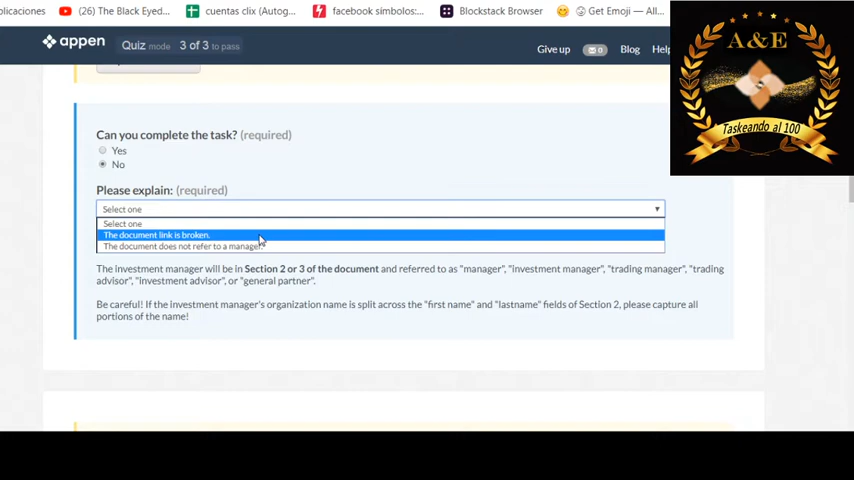 plicaciones (26) The Black Eyed... cuentas clix (Autog... facebook símbolos:... Blockstack Browser Get Emoji — All...
appen Quiz mode 3 of 3 to pass Give up 0 Blog Help
A&E
Taskeando al 100
Can you complete the task? (required)
Yes
No
Please explain: (required)
Select one
Select one
The document link is broken.
The document does not refer to a manager.
The investment manager will be in Section 2 or 3 of the document and referred to as "manager", "investment manager", "trading manager", "trading
advisor", "investment advisor", or "general partner".
Be careful! If the investment manager's organization name is split across the "first name" and "lastname" fields of Section 2, please capture all
portions of the name!